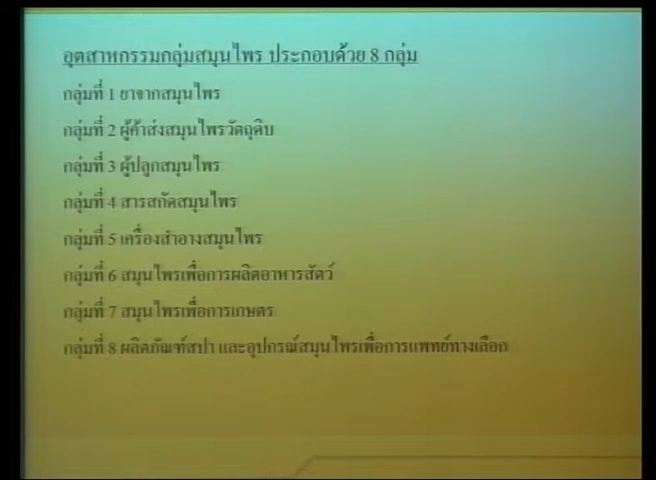 อุตสาหกรรมกลุ่มสมุนไพร ประกอบด้วย 8 กลุ่ม
กลุ่มที่ 1 ยาจากสมุนไพร
กลุ่มที่ 2 ผู้ค้าส่งสมุนไพรวัตถุดิบ
กลุ่มที่ 3 ผู้ปลูกสมุนไพร
กลุ่มที่ 4 สารสกัดสมุนไพร
กลุ่มที่ 5 เครื่องสำอางสมุนไพร
กลุ่มที่ 6 สมุนไพรเพื่อการผลิตอาหารสัตว์
กลุ่มที่ 7 สมุนไพรเพื่อการเกษตร
กลุ่มที่ 8 ผลิตภัณฑ์สปา และอุปกรณ์สมุนไพรเพื่อการแพทย์ทางเลือก